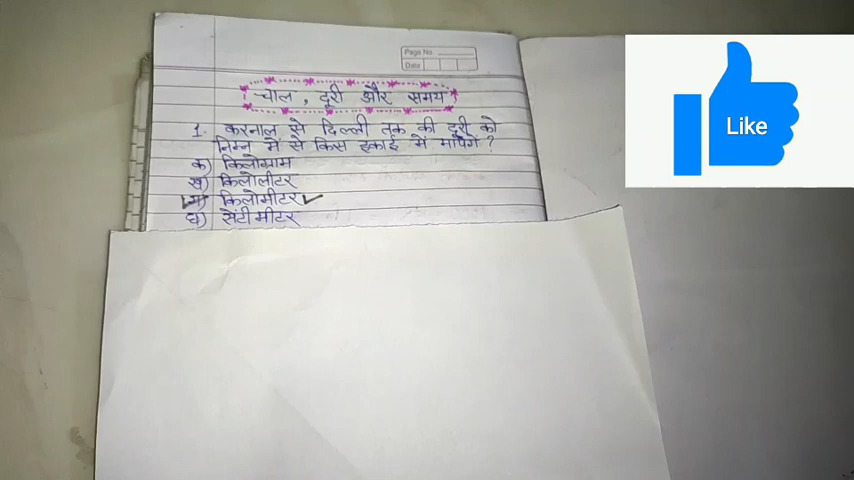 Page No
Date
चाल, दूरी और समय
1. करनाल से दिल्ली तक की दूरी को
निम्न में से किस इकाई में मापेंगे ?
क) किलोग्राम
ख) किलोलीटर
ग) किलोमीटर
घ) सेंटीमीटर
Like